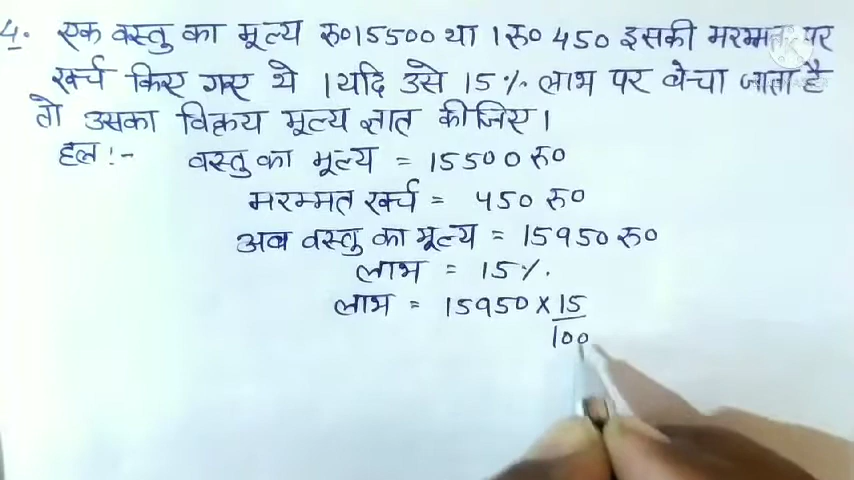 4. एक वस्तु का मूल्य रु०15500 था । रु० 450 इसकी मरम्मत पर
खर्च किए गए थे । यदि उसे 15% लाभ पर बेचा जाता है
तो उसका विक्रय मूल्य ज्ञात कीजिए।
हल :- वस्तु का मूल्य = 15500 रु०
मरम्मत खर्च = 450 रु०
अब वस्तु का मूल्य = 15950 रु०
लाभ = 15%.
लाभ = 15950 × 15
100